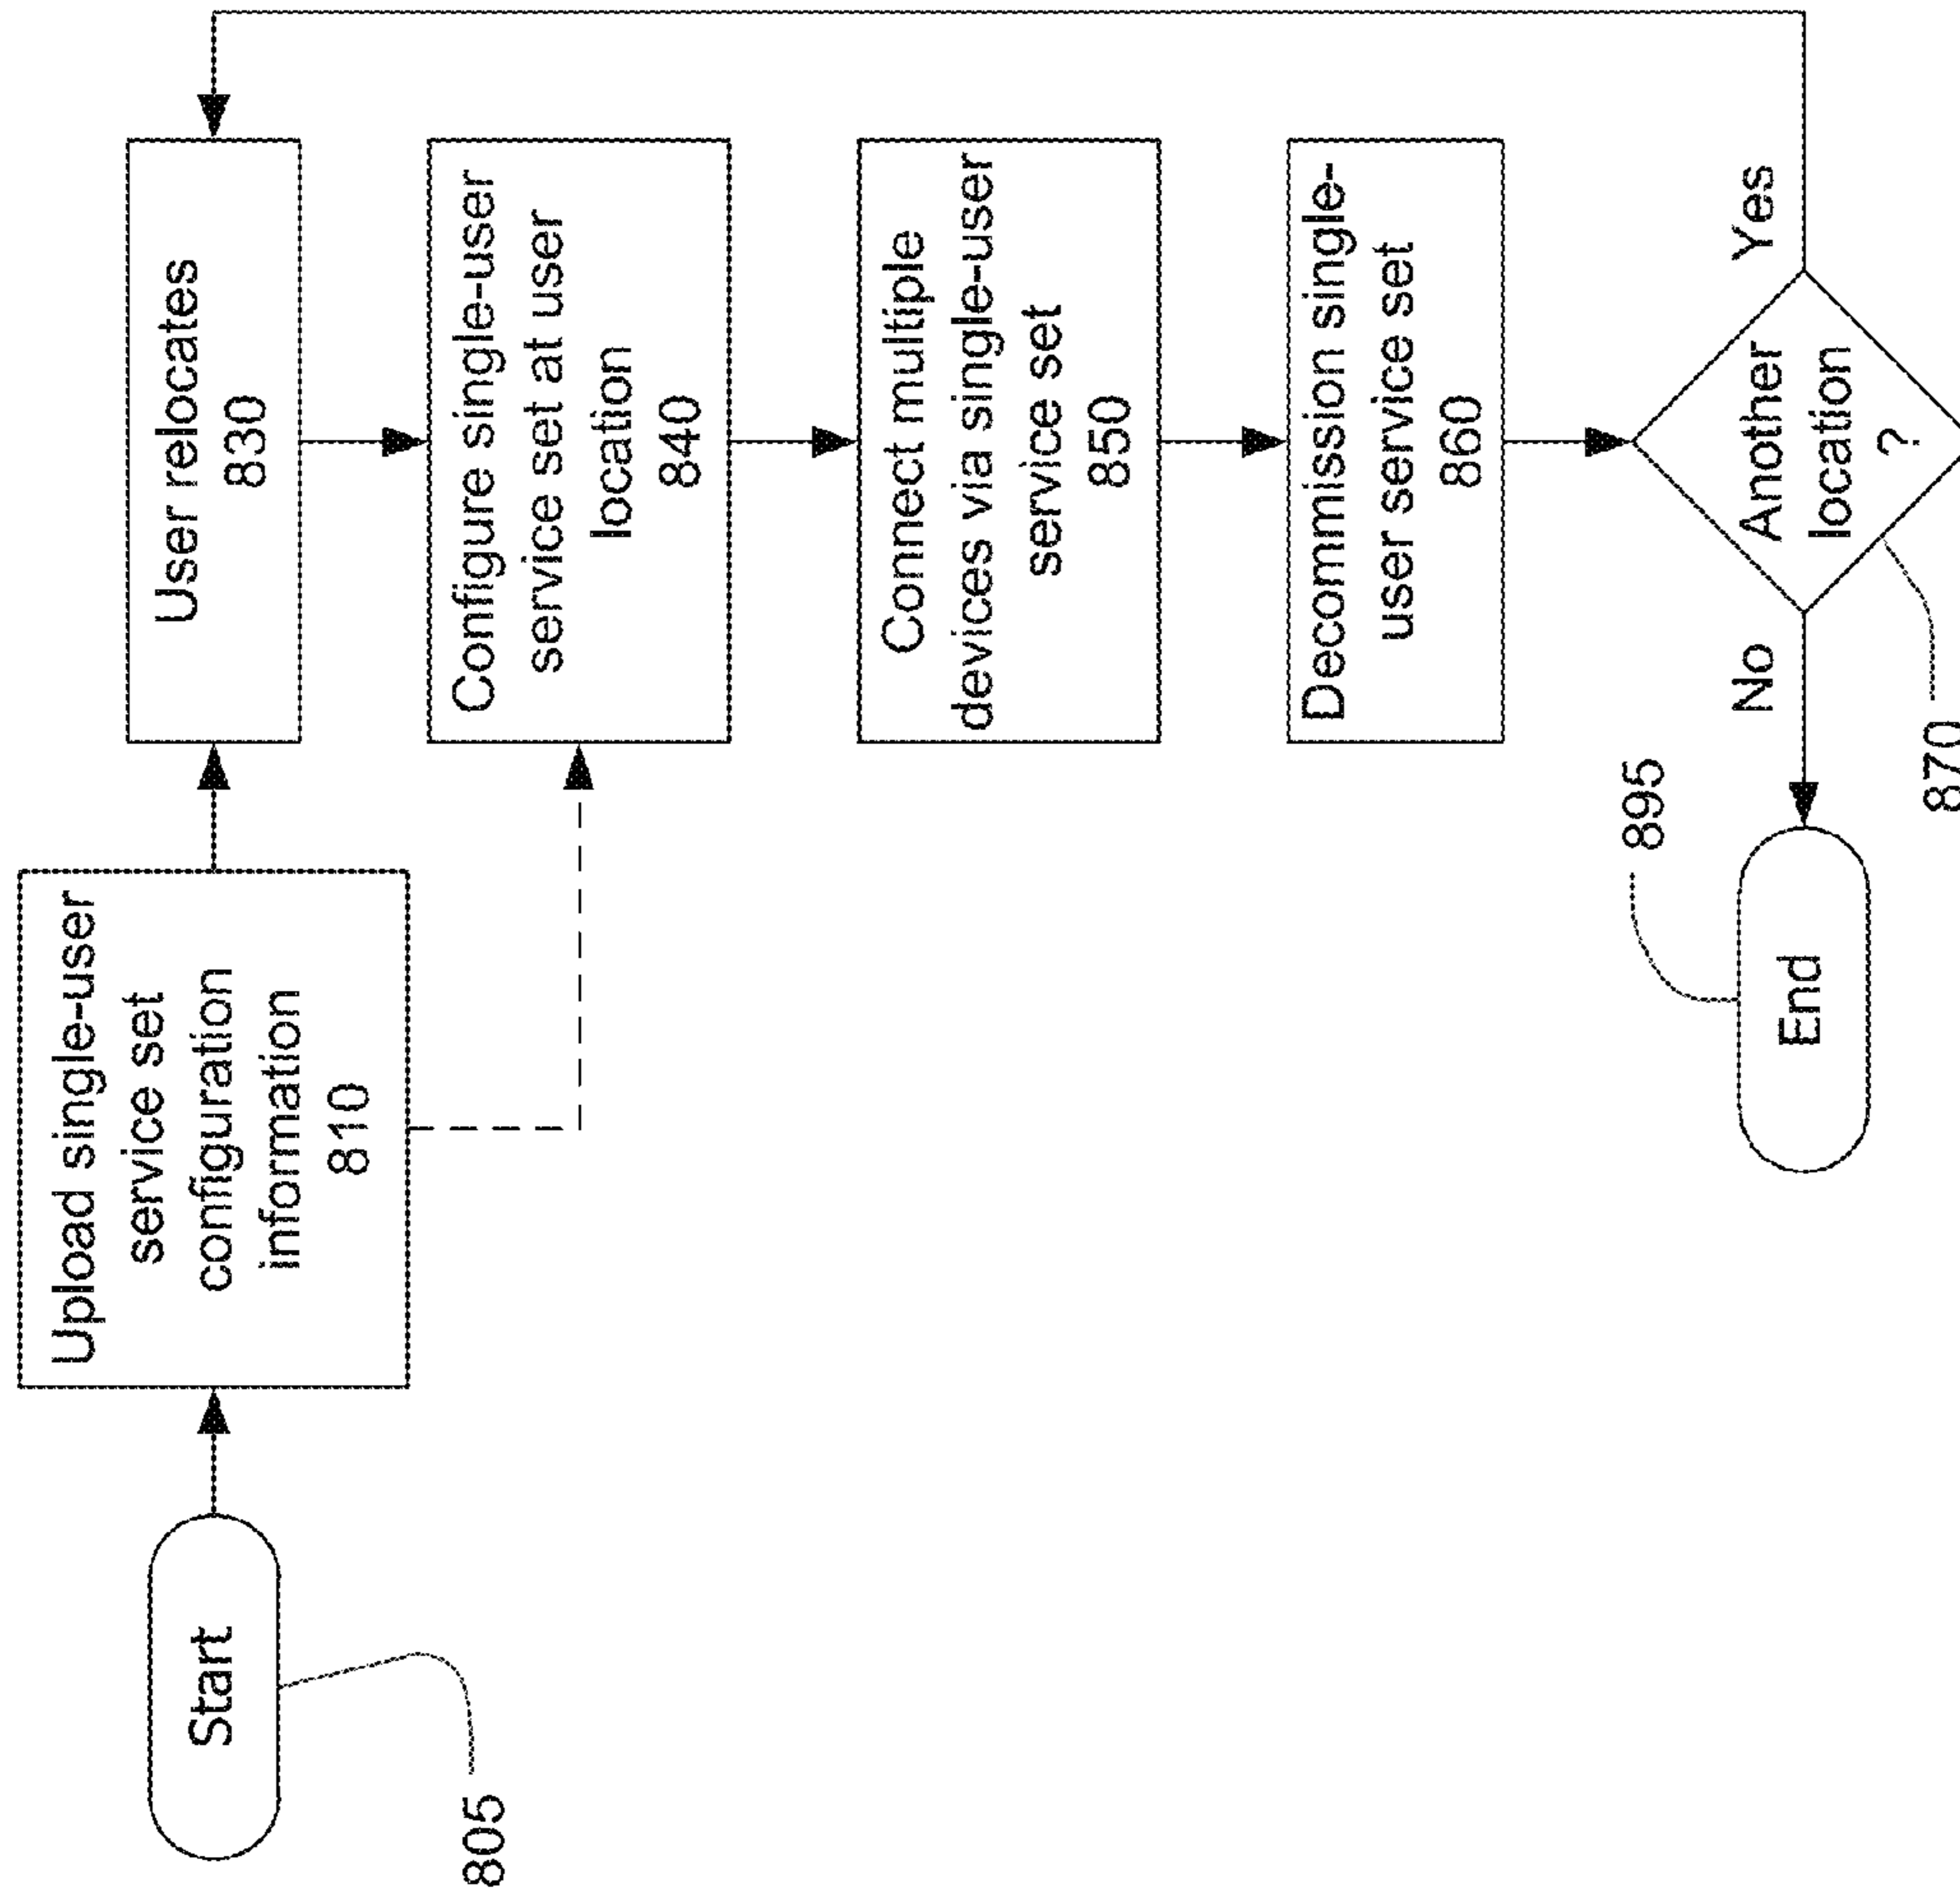 Start
805
Upload single-user
service set
configuration
information
810
User relocates
830
Configure single-user
service set at user
location
840
Connect multiple
devices via single-user
service set
850
Decommission single-
user service set
860
Another
location
?
Yes
No
870
895
End